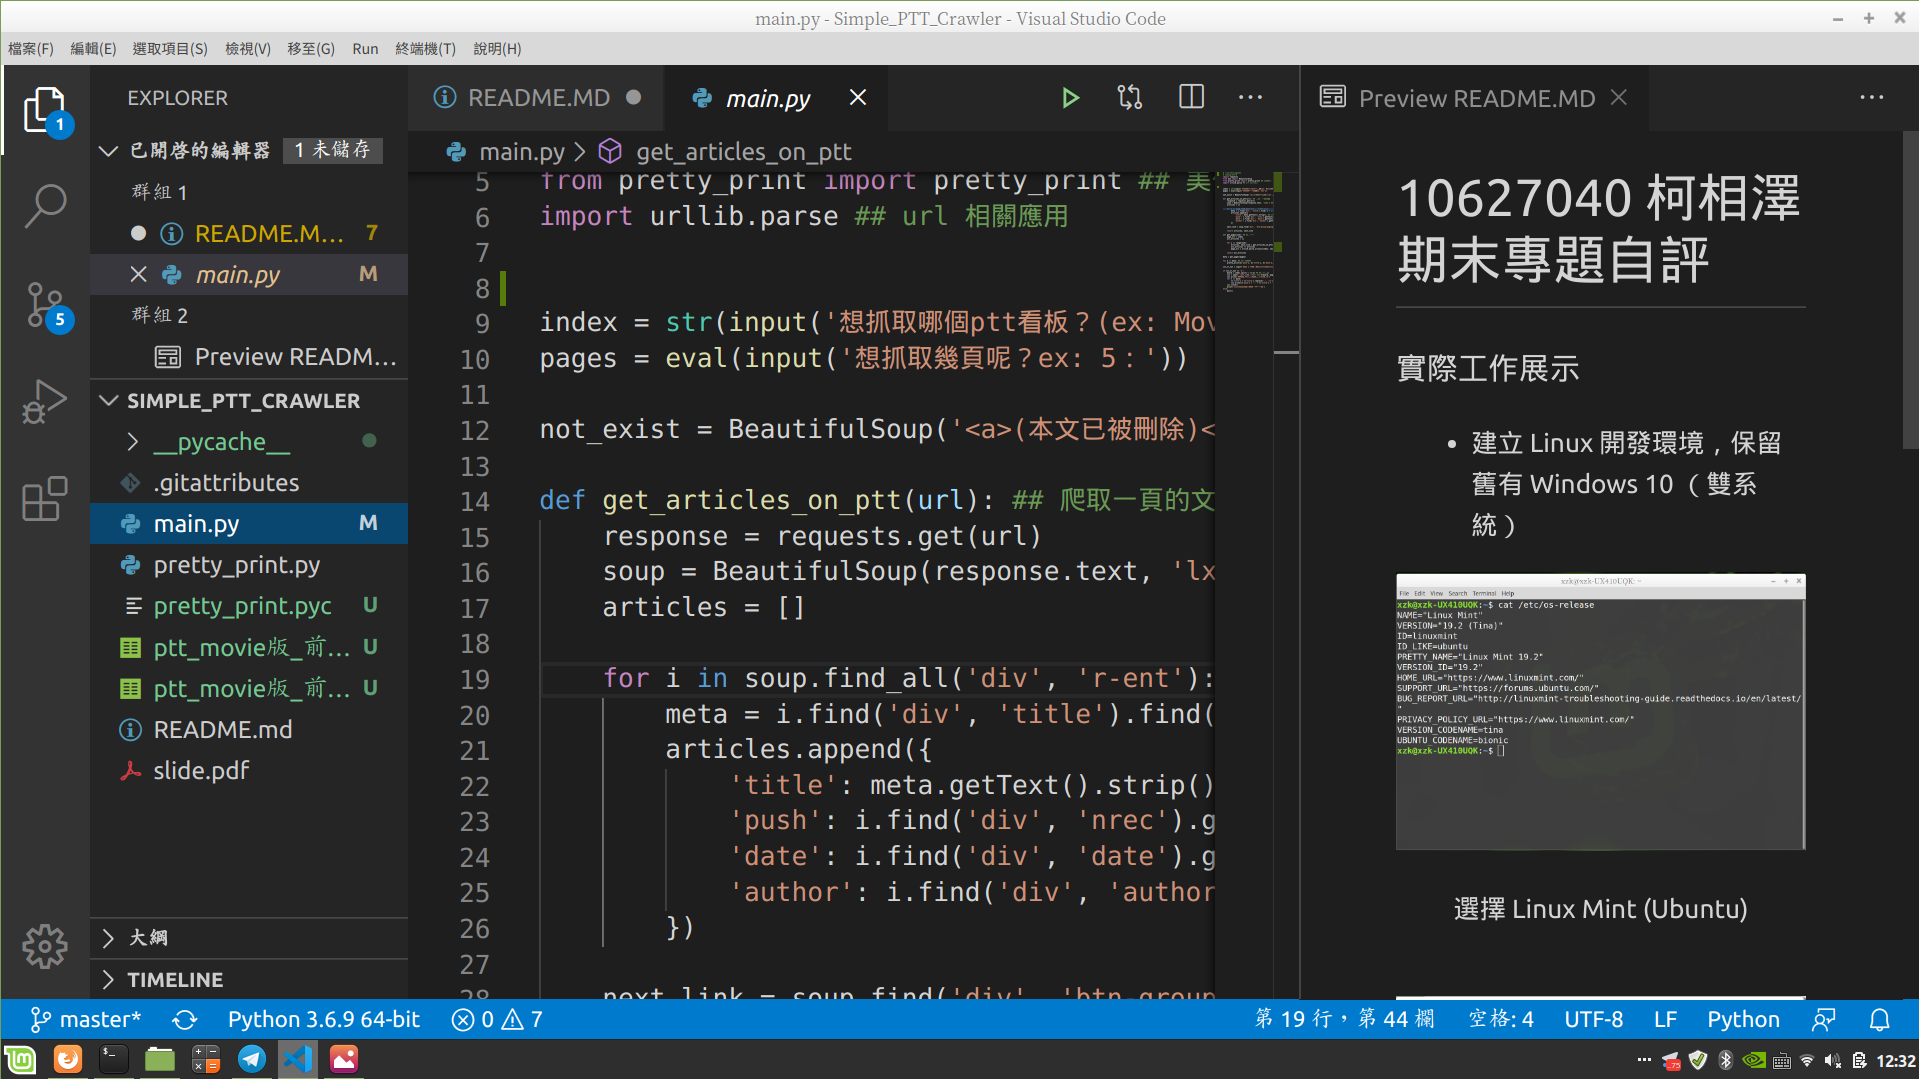 main.py - Simple_PTT_Crawler - Visual Studio Code
檔案(F) 編輯(E) 選取項目(S) 檢視(V) 移至(G) Run 終端機(T) 說明(H)
1
5
EXPLORER
已開啓的編輯器 1 未儲存
群組 1
README.M... 7
main.py M
群組 2
Preview READM...
SIMPLE_PTT_CRAWLER
__pycache__
.gitattributes
main.py M
pretty_print.py
pretty_print.pyc U
ptt_movie版_前... U
ptt_movie版_前... U
README.md
slide.pdf
大綱
TIMELINE
README.MD
main.py
main.py > get_articles_on_ptt
5 from pretty_print import pretty_print ## 美
6 import urllib.parse ## url 相關應用
7
8
9 index = str(input('想抓取哪個ptt看板？(ex: Mov
10 pages = eval(input('想抓取幾頁呢？ex: 5：'))
11
12 not_exist = BeautifulSoup('<a>(本文已被刪除)<
13
14 def get_articles_on_ptt(url): ## 爬取一頁的文
15 response = requests.get(url)
16 soup = BeautifulSoup(response.text, 'lx
17 articles = []
18
19 for i in soup.find_all('div', 'r-ent'):
20 meta = i.find('div', 'title').find(
21 articles.append({
22 'title': meta.getText().strip()
23 'push': i.find('div', 'nrec').g
24 'date': i.find('div', 'date').g
25 'author': i.find('div', 'author
26 })
27
28 next_link = soup.find('div', 'btn-group
Preview README.MD
10627040 柯相澤
期末專題自評
實際工作展示
• 建立 Linux 開發環境，保留
舊有 Windows 10 （雙系
統）
xzk@xzk-UX410UQK: ~
File Edit View Search Terminal Help
xzk@xzk-UX410UQK:~$ cat /etc/os-release
NAME="Linux Mint"
VERSION="19.2 (Tina)"
ID=linuxmint
ID_LIKE=ubuntu
PRETTY_NAME="Linux Mint 19.2"
VERSION_ID="19.2"
HOME_URL="https://www.linuxmint.com/"
SUPPORT_URL="https://forums.ubuntu.com/"
BUG_REPORT_URL="http://linuxmint-troubleshooting-guide.readthedocs.io/en/latest/
"
PRIVACY_POLICY_URL="https://www.linuxmint.com/"
VERSION_CODENAME=tina
UBUNTU_CODENAME=bionic
xzk@xzk-UX410UQK:~$
選擇 Linux Mint (Ubuntu)
master* Python 3.6.9 64-bit 0 7 第 19 行，第 44 欄 空格: 4 UTF-8 LF Python
12:32